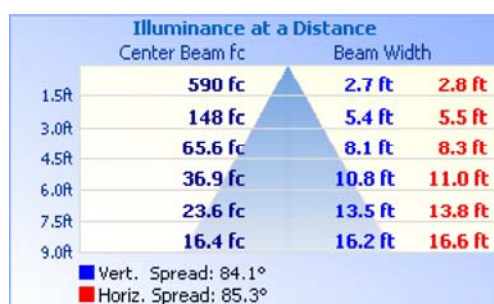 Illuminance at a Distance
Center Beam fc Beam Width
1.5ft 590 fc 2.7 ft 2.8 ft
3.0ft 148 fc 5.4 ft 5.5 ft
4.5ft 65.6 fc 8.1 ft 8.3 ft
6.0ft 36.9 fc 10.8 ft 11.0 ft
7.5ft 23.6 fc 13.5 ft 13.8 ft
9.0ft 16.4 fc 16.2 ft 16.6 ft
Vert. Spread: 84.1°
Horiz. Spread: 85.3°